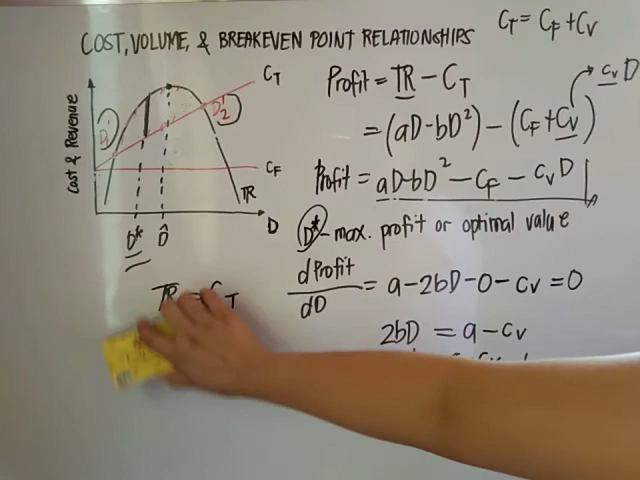 COST, VOLUME, & BREAKEVEN POINT RELATIONSHIPS
C_T = C_F + C_V
Cost & Revenue
C_T
D'_1
D'_2
C_F
TR
D
D* D̂
TR = C_T
Profit = TR - C_T
c_v D
= (aD - bD²) - (C_F + C_V)
Profit = aD - bD² - C_F - c_v D
D* - max. profit or optimal value
dProfit/dD = a - 2bD - 0 - c_v = 0
2bD = a - c_v